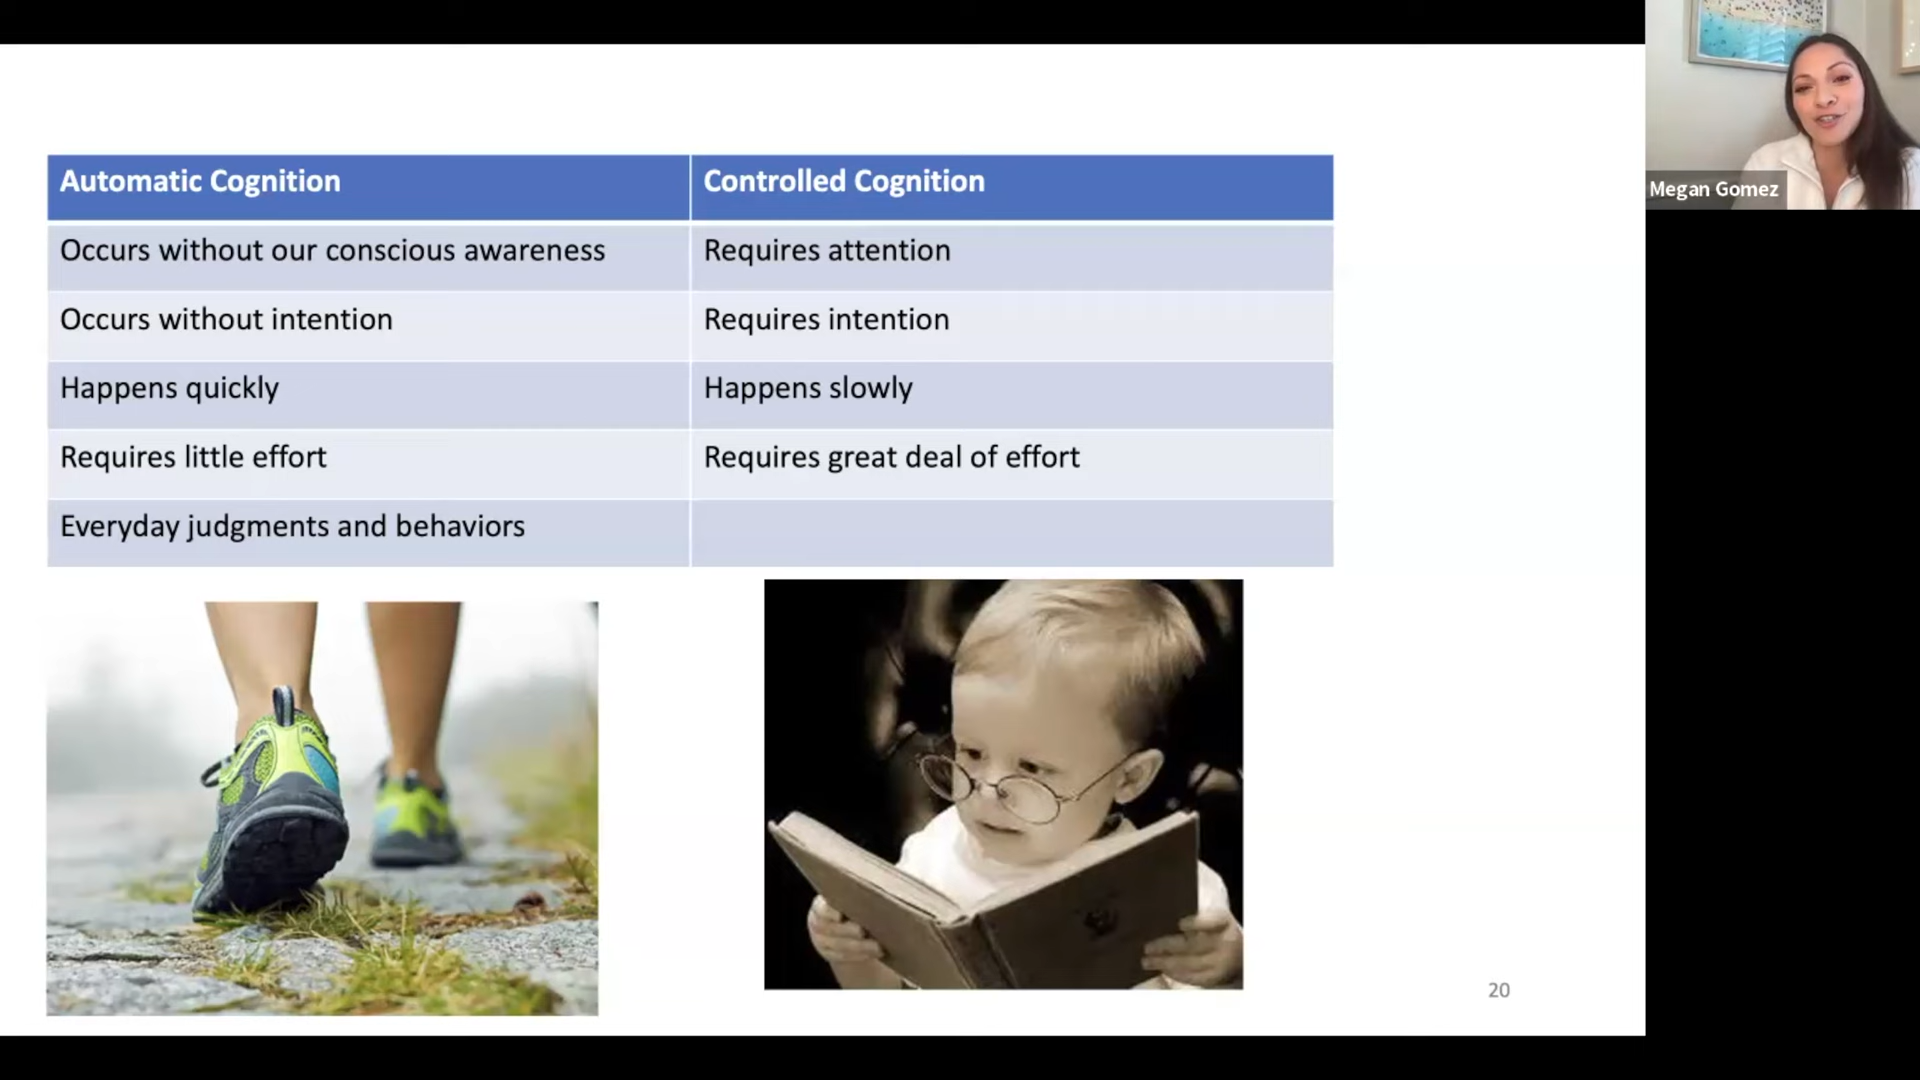 Automatic Cognition
Controlled Cognition
Occurs without our conscious awareness
Requires attention
Occurs without intention
Requires intention
Happens quickly
Happens slowly
Requires little effort
Requires great deal of effort
Everyday judgments and behaviors
20
Megan Gomez